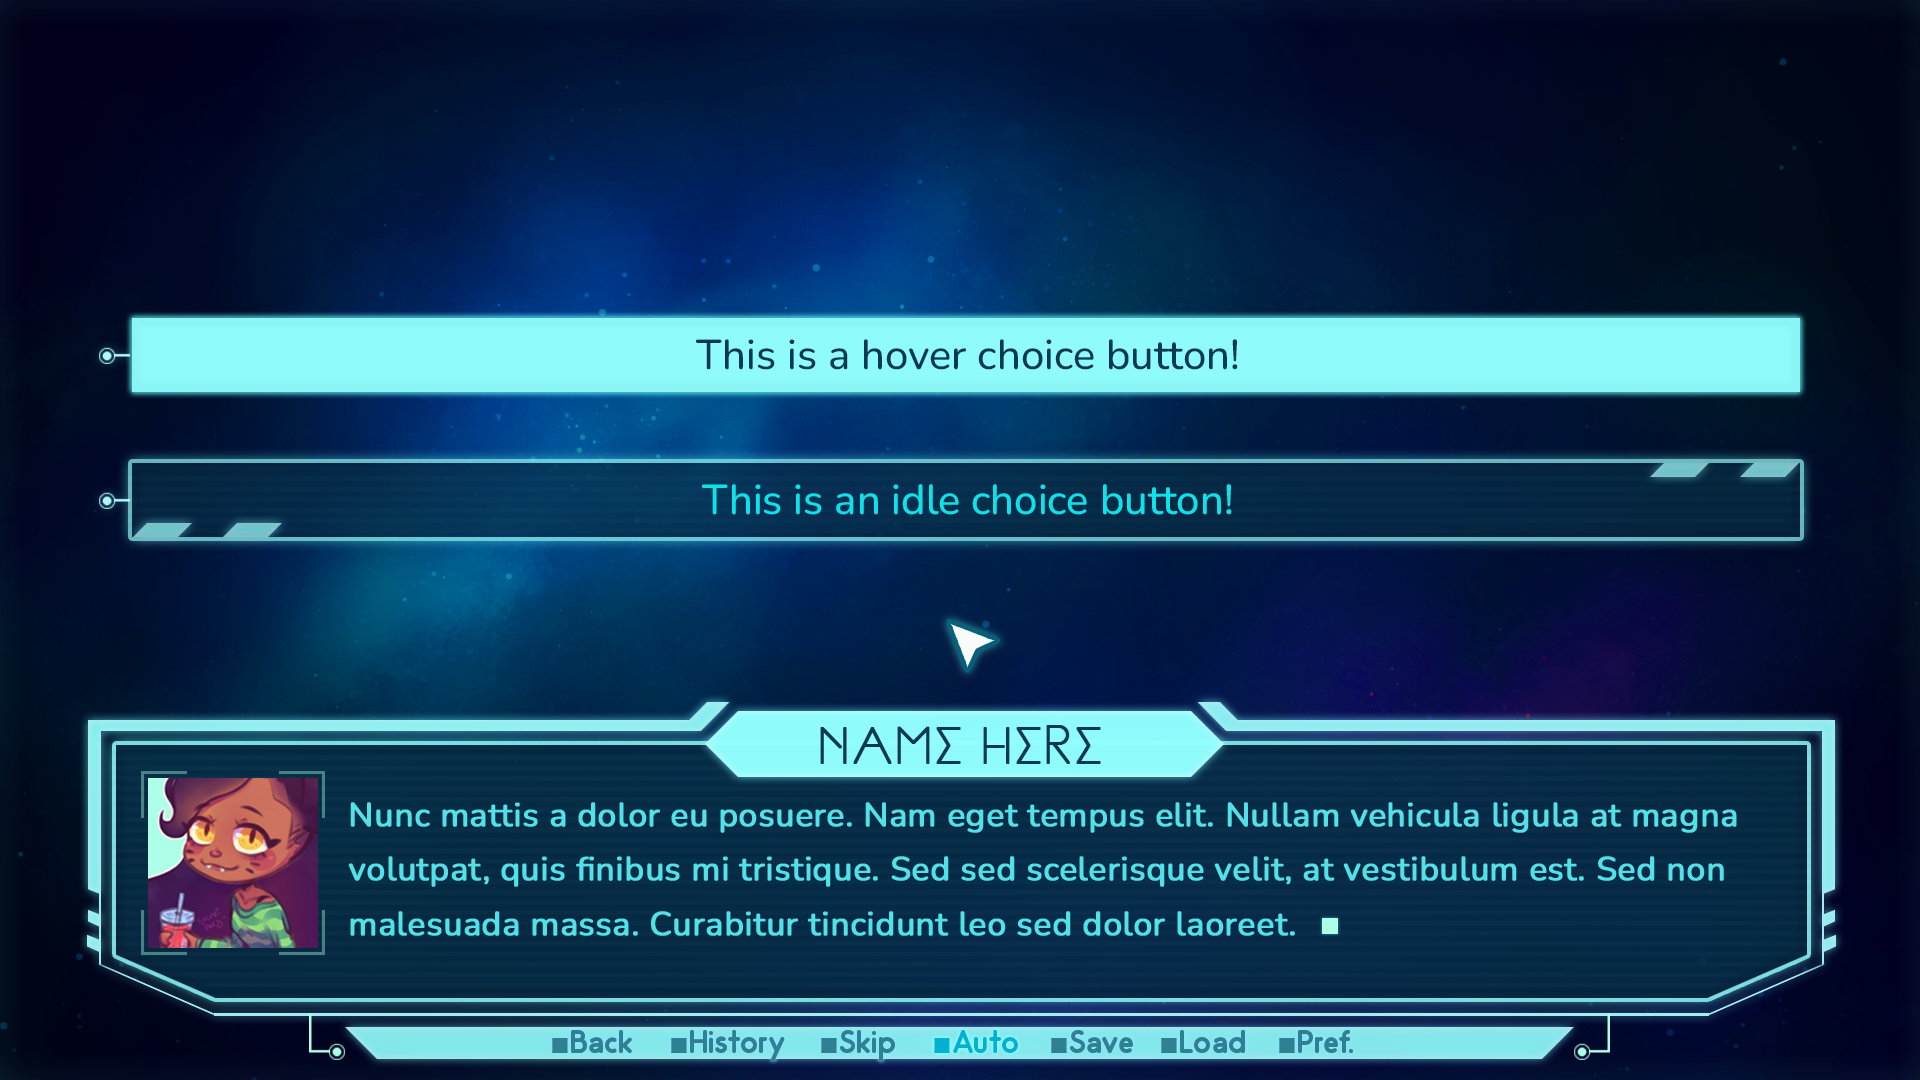 This is a hover choice button!
This is an idle choice button!
NAMΣ HΣRΣ
Nunc mattis a dolor eu posuere. Nam eget tempus elit. Nullam vehicula ligula at magna
volutpat, quis finibus mi tristique. Sed sed scelerisque velit, at vestibulum est. Sed non
malesuada massa. Curabitur tincidunt leo sed dolor laoreet.
Back History Skip Auto Save Load Pref.